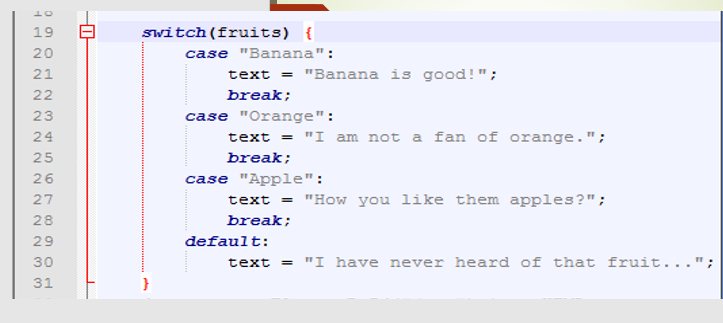 19 switch(fruits) {
20 case "Banana":
21 text = "Banana is good!";
22 break;
23 case "Orange":
24 text = "I am not a fan of orange.";
25 break;
26 case "Apple":
27 text = "How you like them apples?";
28 break;
29 default:
30 text = "I have never heard of that fruit...";
31 }